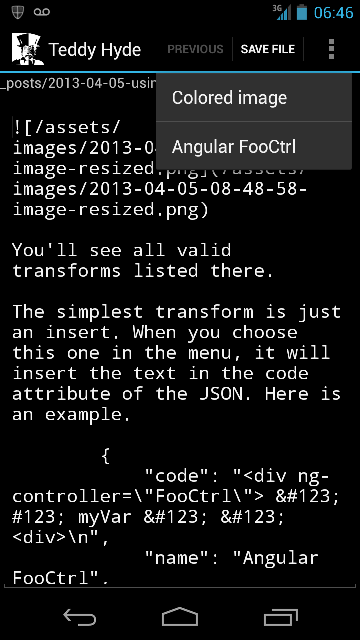 3G
06:46
Teddy Hyde
PREVIOUS
SAVE FILE
_posts/2013-04-05-usin
Colored image
Angular FooCtrl
![/assets/
images/2013-04
image-resized.png](/assets/
images/2013-04-05-08-48-58-
image-resized.png)
You'll see all valid
transforms listed there.
The simplest transform is just
an insert. When you choose
this one in the menu, it will
insert the text in the code
attribute of the JSON. Here is
an example.
{
"code": "<div ng-
controller=\"FooCtrl\"> &#123;
#123; myVar &#123; &#123;
<div>\n",
"name": "Angular
FooCtrl",